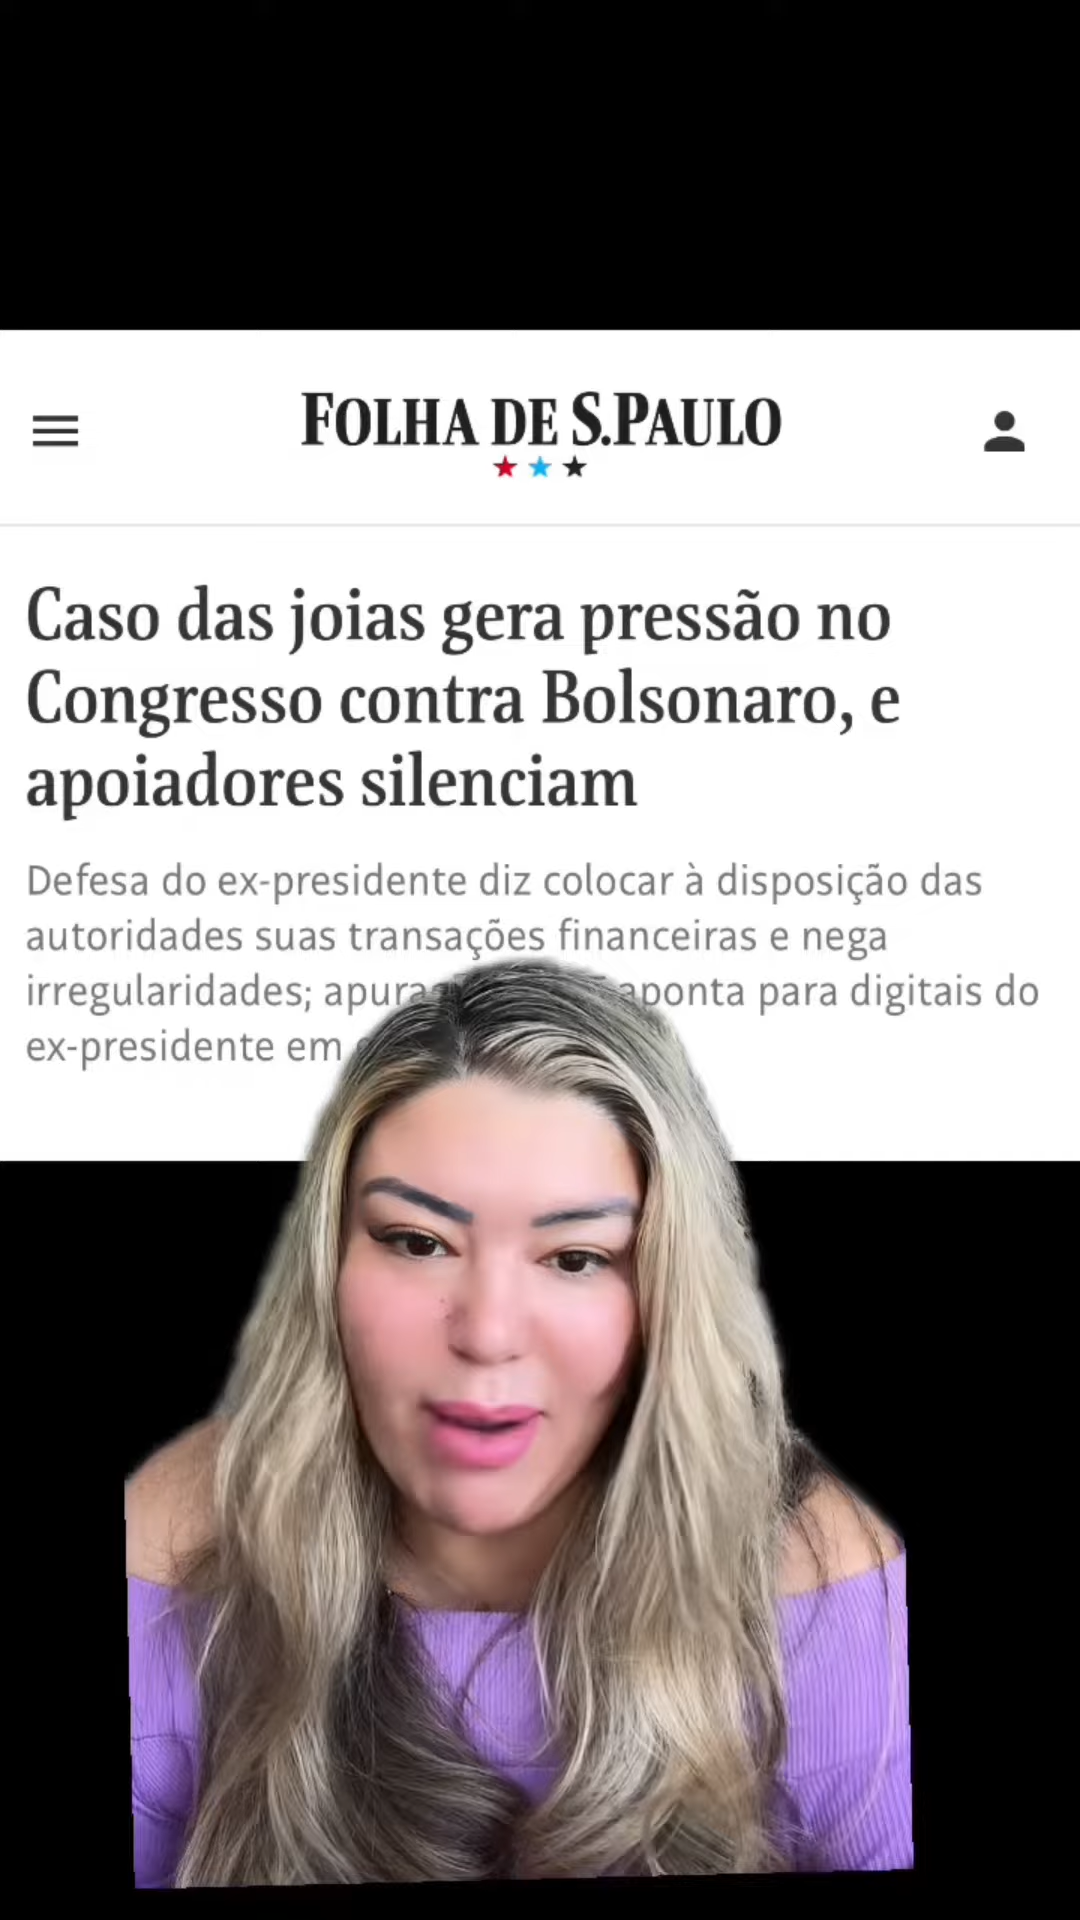 FOLHA DE S.PAULO
Caso das joias gera pressão no
Congresso contra Bolsonaro, e
apoiadores silenciam
Defesa do ex-presidente diz colocar à disposição das
autoridades suas transações financeiras e nega
irregularidades; aponta para digitais do
ex-presidente em